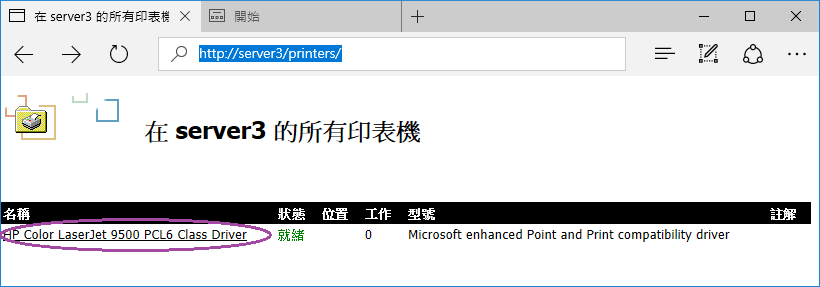 在 server3 的所有印表機
開始
http://server3/printers/
在 server3 的所有印表機
名稱 狀態 位置 工作 型號 註解
HP Color LaserJet 9500 PCL6 Class Driver 就緒 0 Microsoft enhanced Point and Print compatibility driver